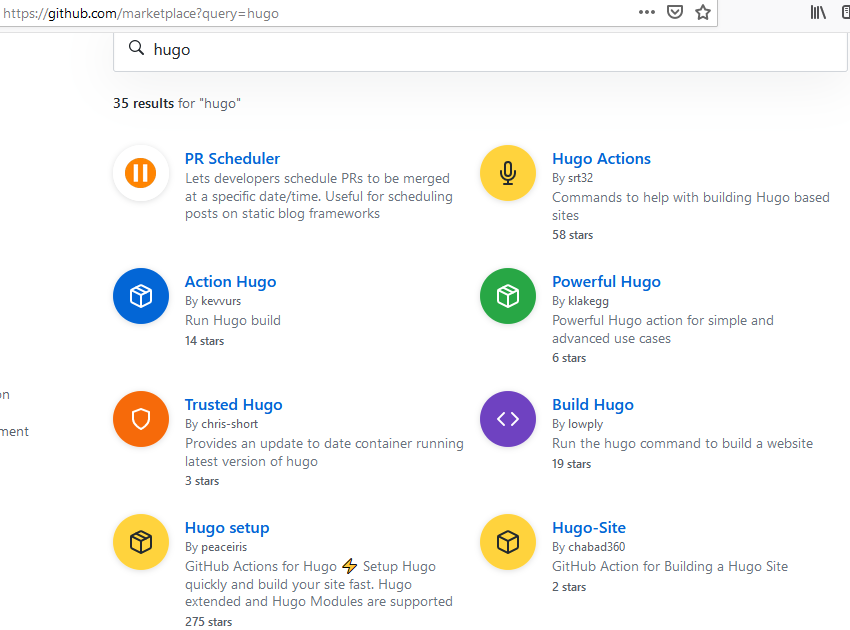 https://github.com/marketplace?query=hugo
hugo
35 results for "hugo"
PR Scheduler
Lets developers schedule PRs to be merged
at a specific date/time. Useful for scheduling
posts on static blog frameworks
Hugo Actions
By srt32
Commands to help with building Hugo based
sites
58 stars
Action Hugo
By kevvurs
Run Hugo build
14 stars
Powerful Hugo
By klakegg
Powerful Hugo action for simple and
advanced use cases
6 stars
on
ment
Trusted Hugo
By chris-short
Provides an update to date container running
latest version of hugo
3 stars
Build Hugo
By lowply
Run the hugo command to build a website
19 stars
Hugo setup
By peaceiris
GitHub Actions for Hugo ⚡ Setup Hugo
quickly and build your site fast. Hugo
extended and Hugo Modules are supported
275 stars
Hugo-Site
By chabad360
GitHub Action for Building a Hugo Site
2 stars